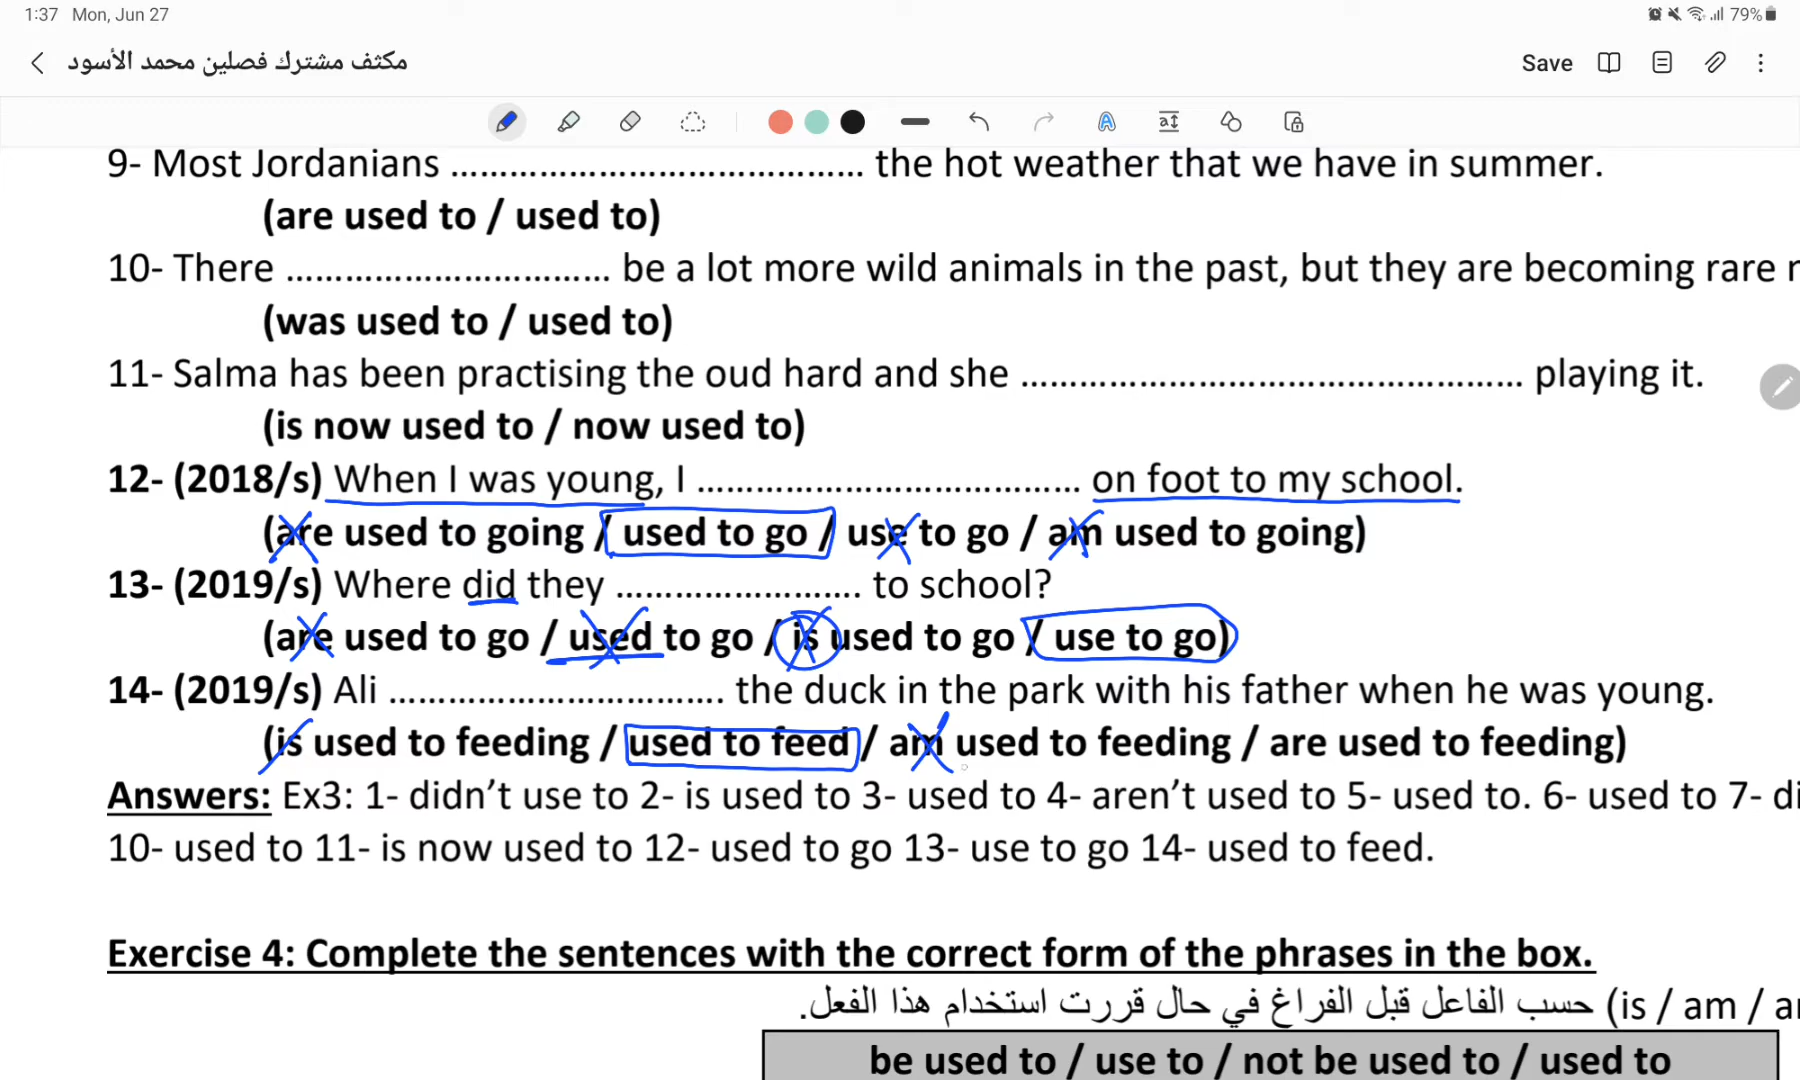 1:37 Mon, Jun 27 79%
مكثف مشترك فصلين محمد الأسود Save
9- Most Jordanians ........................................... the hot weather that we have in summer.
(are used to / used to)
10- There .................................. be a lot more wild animals in the past, but they are becoming rare
(was used to / used to)
11- Salma has been practising the oud hard and she .................................................... playing it.
(is now used to / now used to)
12- (2018/s) When I was young, I ........................................ on foot to my school.
(are used to going / used to go / use to go / am used to going)
13- (2019/s) Where did they ......................... to school?
(are used to go / used to go / is used to go / use to go)
14- (2019/s) Ali ................................... the duck in the park with his father when he was young.
(is used to feeding / used to feed / am used to feeding / are used to feeding)
Answers: Ex3: 1- didn’t use to 2- is used to 3- used to 4- aren’t used to 5- used to. 6- used to 7-
10- used to 11- is now used to 12- used to go 13- use to go 14- used to feed.
Exercise 4: Complete the sentences with the correct form of the phrases in the box.
(is / am / حسب الفاعل قبل الفراغ في حال قررت استخدام هذا الفعل.
be used to / use to / not be used to / used to